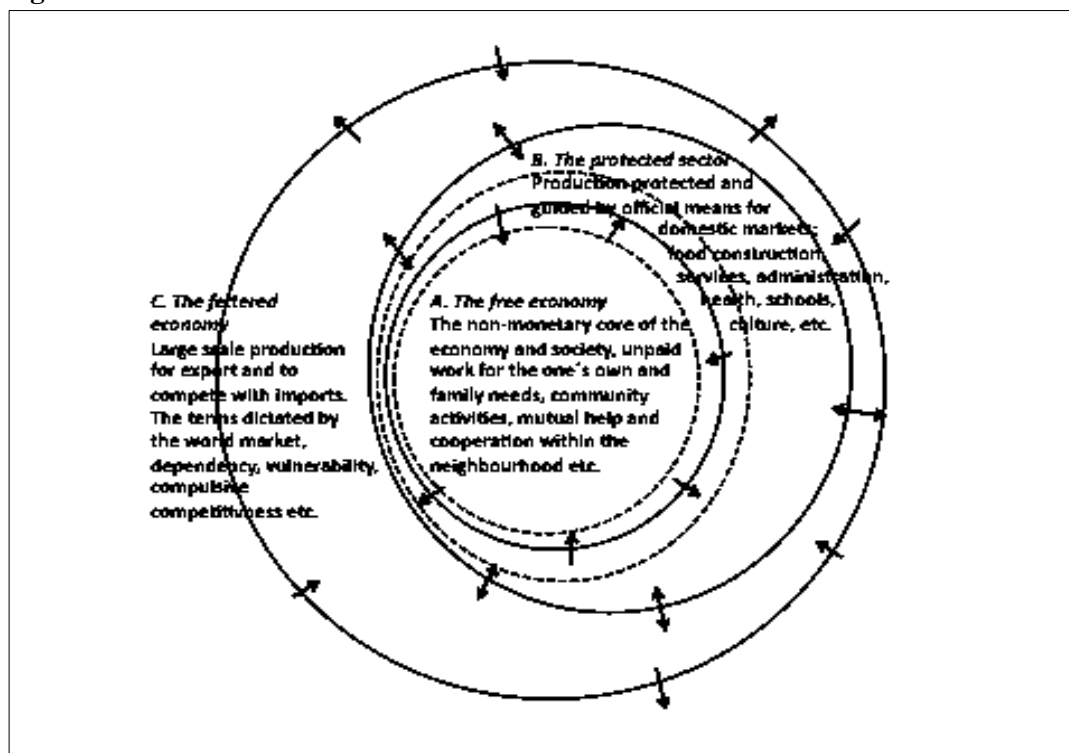 B. The protected sector
Production protected and
guided by official means for
domestic markets;
food construction,
services, administration,
health, schools,
culture, etc.
C. The fettered
economy
Large scale production
for export and to
compete with imports.
The terms dictated by
the world market,
dependency, vulnerability,
compulsive
competitivness etc.
A. The free economy
The non-monetary core of the
economy and society, unpaid
work for the one´s own and
family needs, community
activities, mutual help and
cooperation within the
neighbourhood etc.